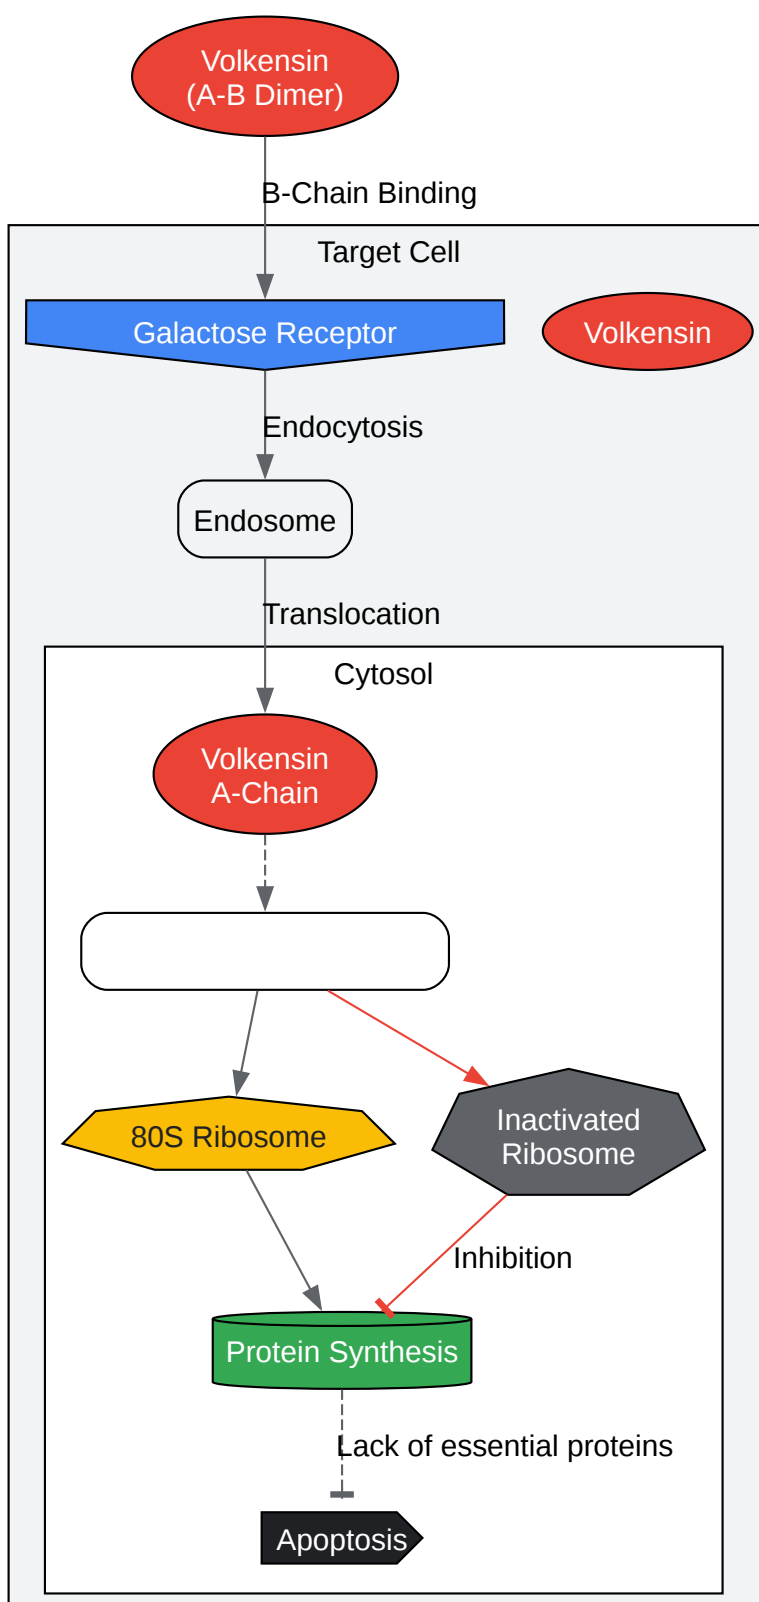 Volkensin
(A-B Dimer)
B-Chain Binding
Target Cell
Galactose Receptor
Volkensin
Endocytosis
Endosome
Translocation
Cytosol
Volkensin
A-Chain
80S Ribosome
Inactivated
Ribosome
Inhibition
Protein Synthesis
Lack of essential proteins
Apoptosis